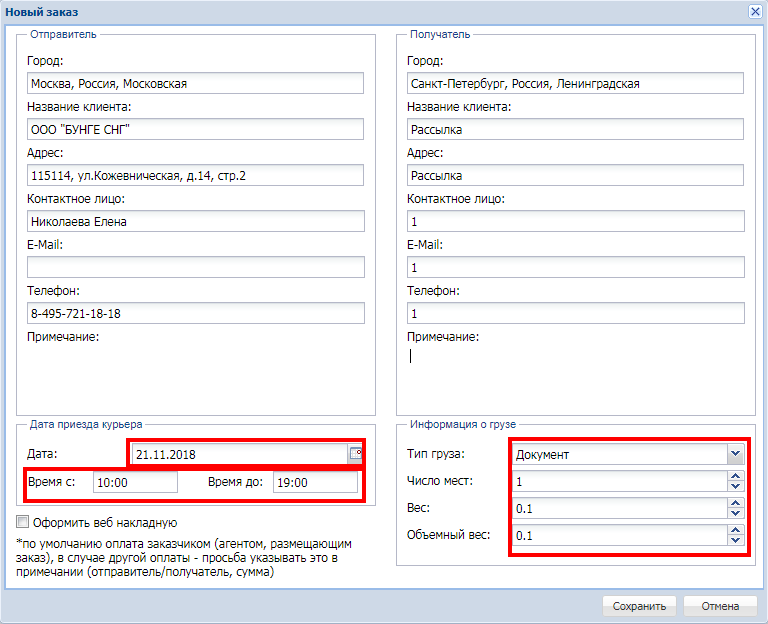 Новый заказ
Отправитель
Город:
Москва, Россия, Московская
Название клиента:
ООО "БУНГЕ СНГ"
Адрес:
115114, ул.Кожевническая, д.14, стр.2
Контактное лицо:
Николаева Елена
E-Mail:
Телефон:
8-495-721-18-18
Примечание:
Получатель
Город:
Санкт-Петербург, Россия, Ленинградская
Название клиента:
Рассылка
Адрес:
Рассылка
Контактное лицо:
1
E-Mail:
1
Телефон:
1
Примечание:
Дата приезда курьера
Дата:
21.11.2018
Время с:
10:00
Время до:
19:00
Оформить веб накладную
*по умолчанию оплата заказчиком (агентом, размещающим
заказ), в случае другой оплаты - просьба указывать это в
примечании (отправитель/получатель, сумма)
Информация о грузе
Тип груза:
Документ
Число мест:
1
Вес:
0.1
Объемный вес:
0.1
Сохранить
Отмена